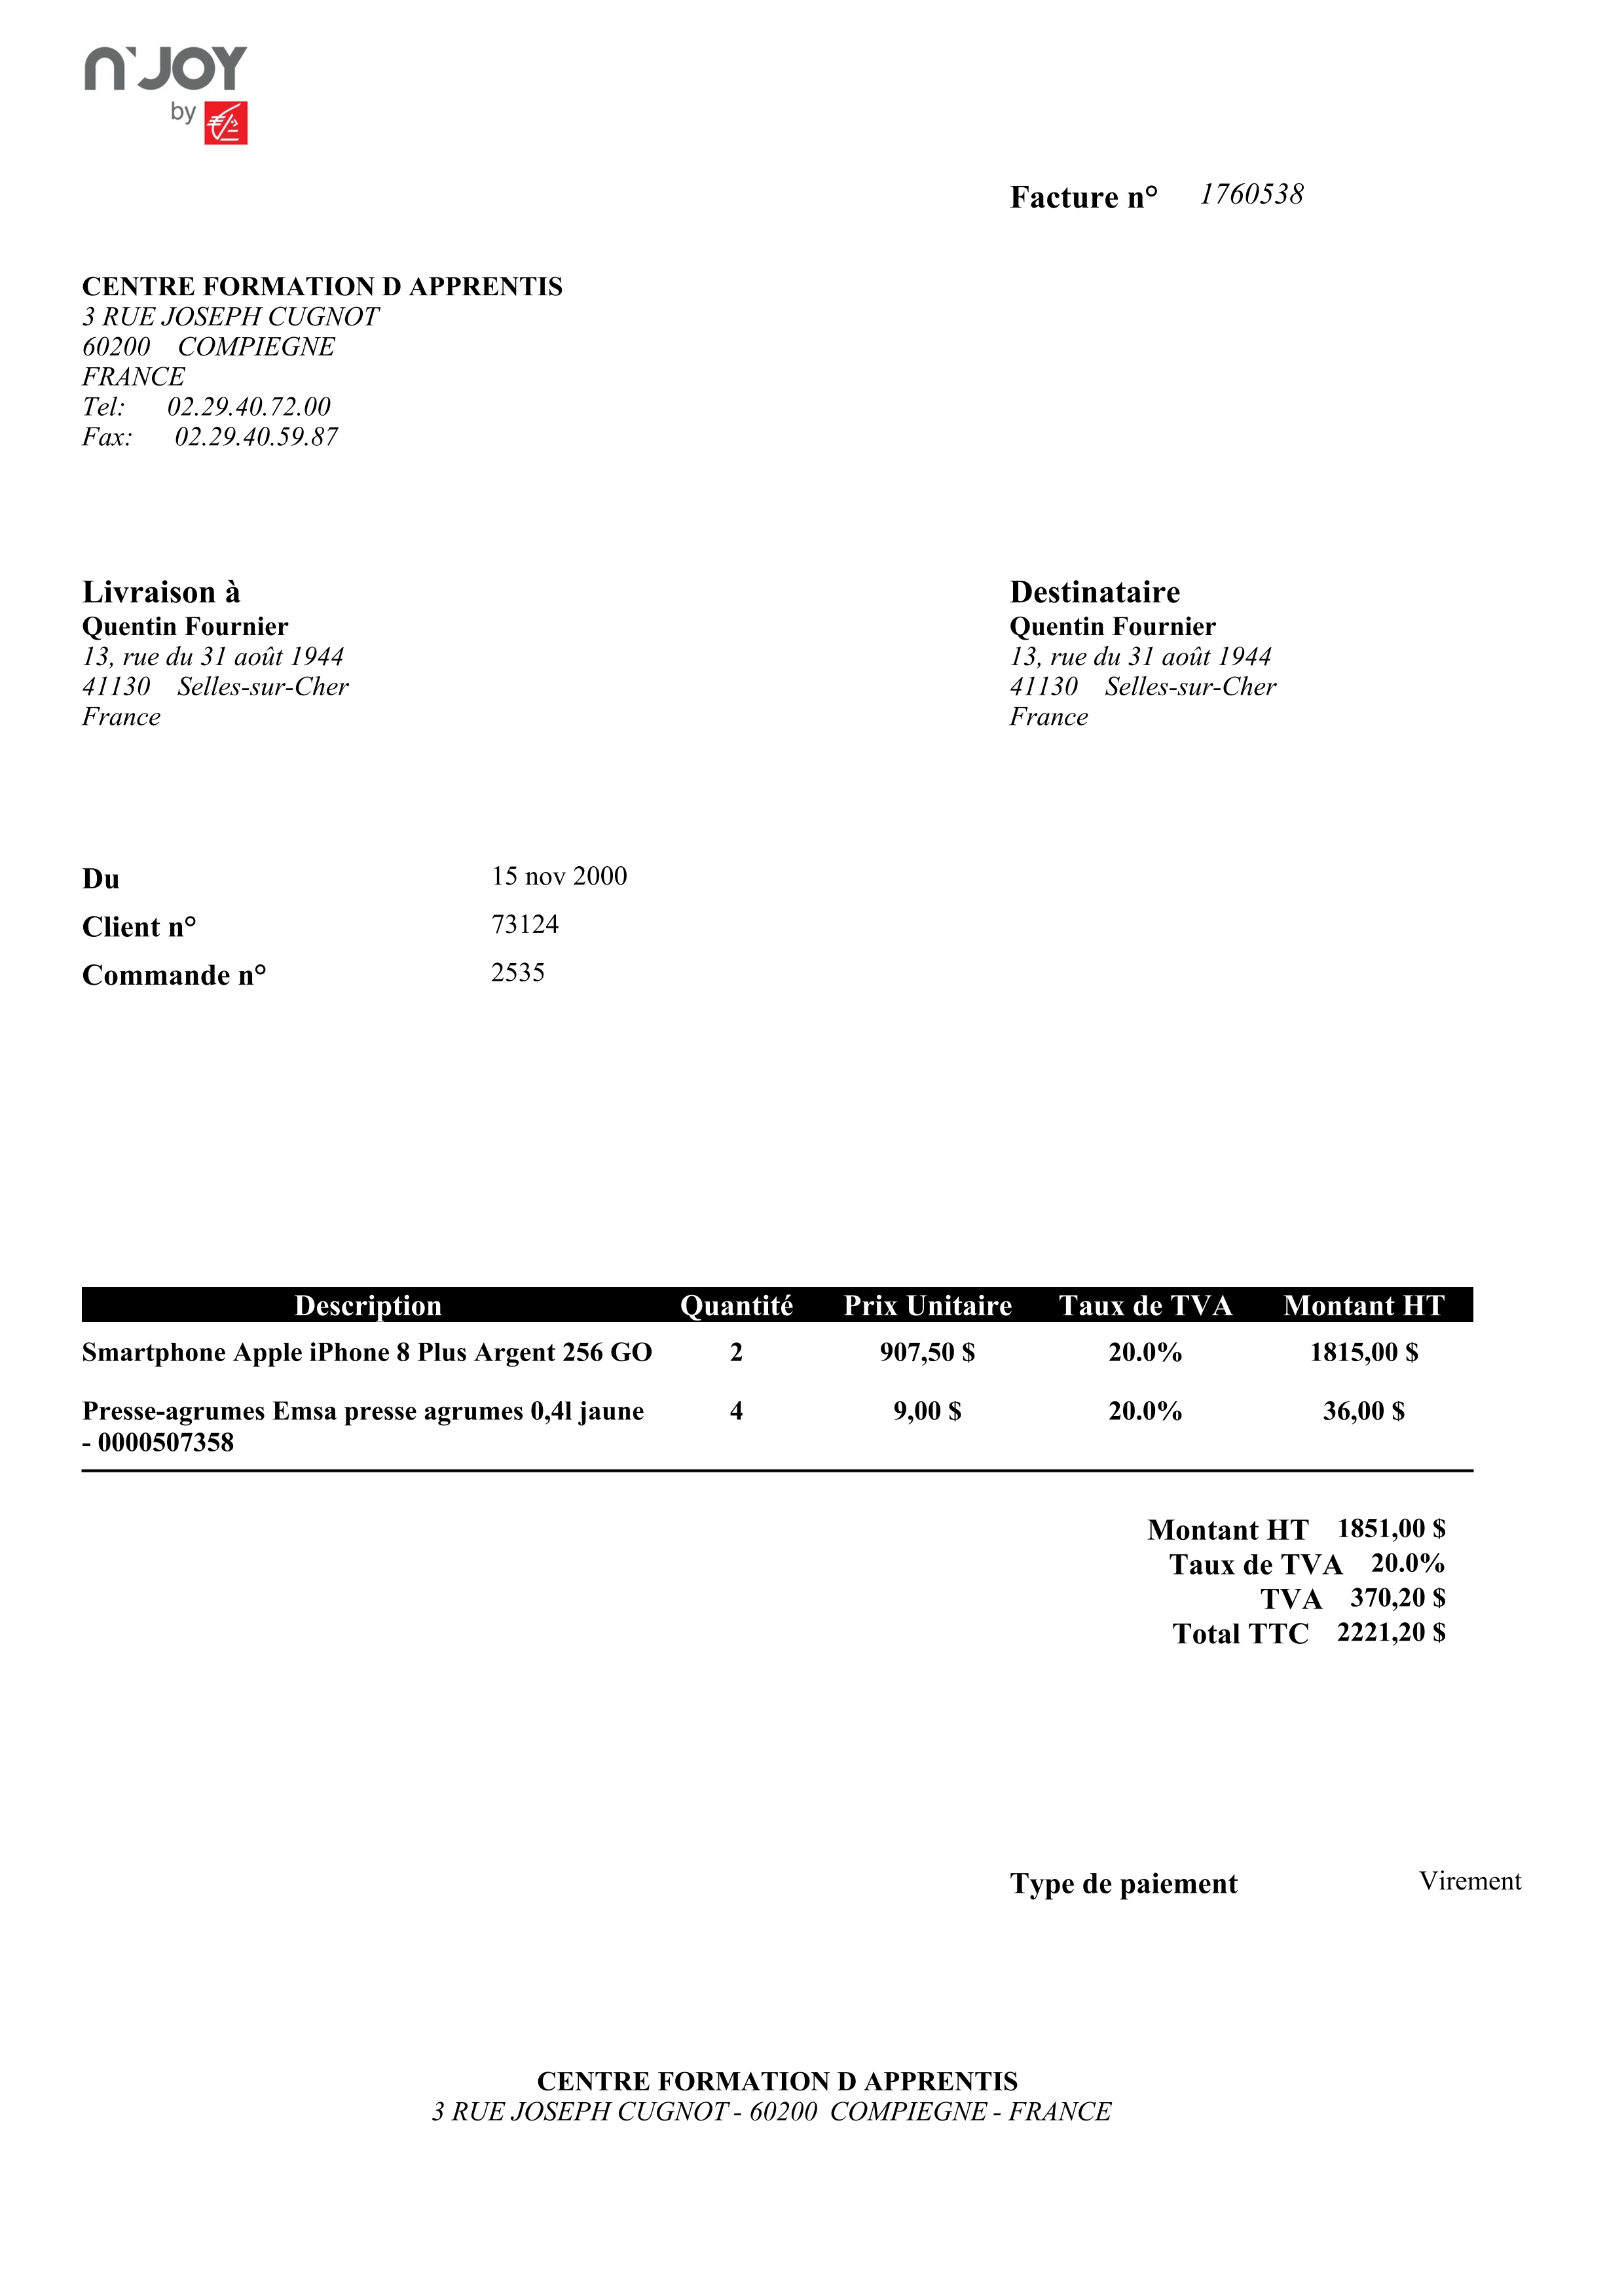 n'JOY
by
Facture n° 1760538
CENTRE FORMATION D APPRENTIS
3 RUE JOSEPH CUGNOT
60200 COMPIEGNE
FRANCE
Tel: 02.29.40.72.00
Fax: 02.29.40.59.87
Livraison à
Quentin Fournier
13, rue du 31 août 1944
41130 Selles-sur-Cher
France
Destinataire
Quentin Fournier
13, rue du 31 août 1944
41130 Selles-sur-Cher
France
Du 15 nov 2000
Client n° 73124
Commande n° 2535
Description Quantité Prix Unitaire Taux de TVA Montant HT
Smartphone Apple iPhone 8 Plus Argent 256 GO 2 907,50 $ 20.0% 1815,00 $
Presse-agrumes Emsa presse agrumes 0,4l jaune 4 9,00 $ 20.0% 36,00 $
- 0000507358
Montant HT 1851,00 $
Taux de TVA 20.0%
TVA 370,20 $
Total TTC 2221,20 $
Type de paiement Virement
CENTRE FORMATION D APPRENTIS
3 RUE JOSEPH CUGNOT - 60200 COMPIEGNE - FRANCE